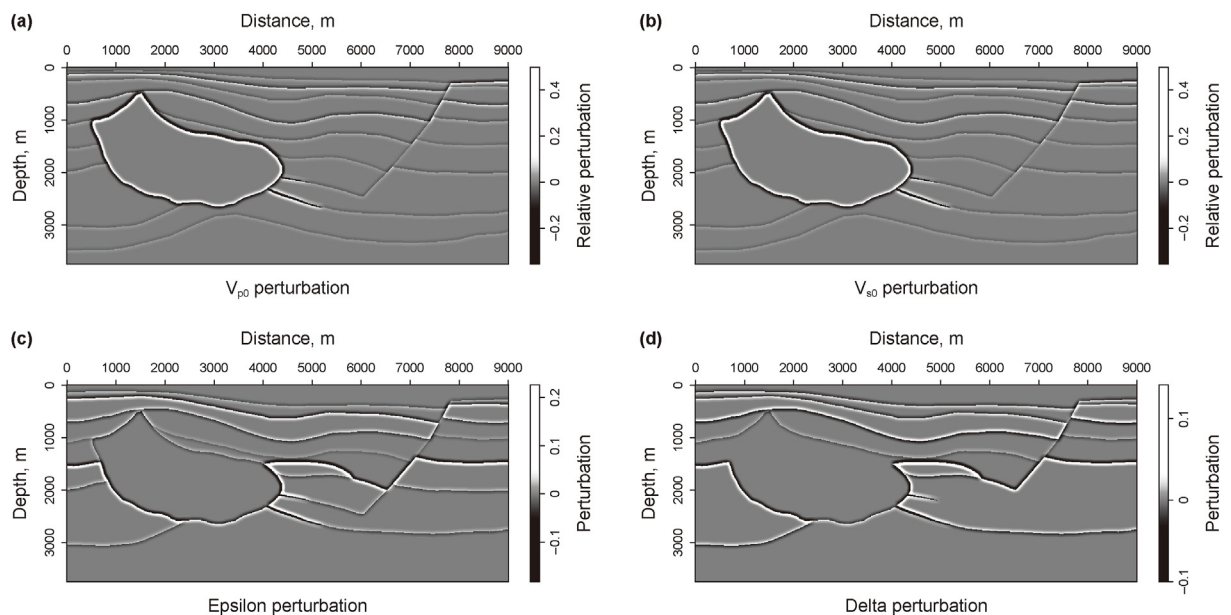 (a)
Distance, m
0 1000 2000 3000 4000 5000 6000 7000 8000 9000
0
1000
2000
3000
Depth, m
0.4
0.2
0
−0.2
Relative perturbation
Vp0 perturbation
(b)
Distance, m
0 1000 2000 3000 4000 5000 6000 7000 8000 9000
0
1000
2000
3000
Depth, m
0.4
0.2
0
−0.2
Relative perturbation
Vs0 perturbation
(c)
Distance, m
0 1000 2000 3000 4000 5000 6000 7000 8000 9000
0
1000
2000
3000
Depth, m
0.2
0.1
0
−0.1
Perturbation
Epsilon perturbation
(d)
Distance, m
0 1000 2000 3000 4000 5000 6000 7000 8000 9000
0
1000
2000
3000
Depth, m
0.1
0
−0.1
Perturbation
Delta perturbation